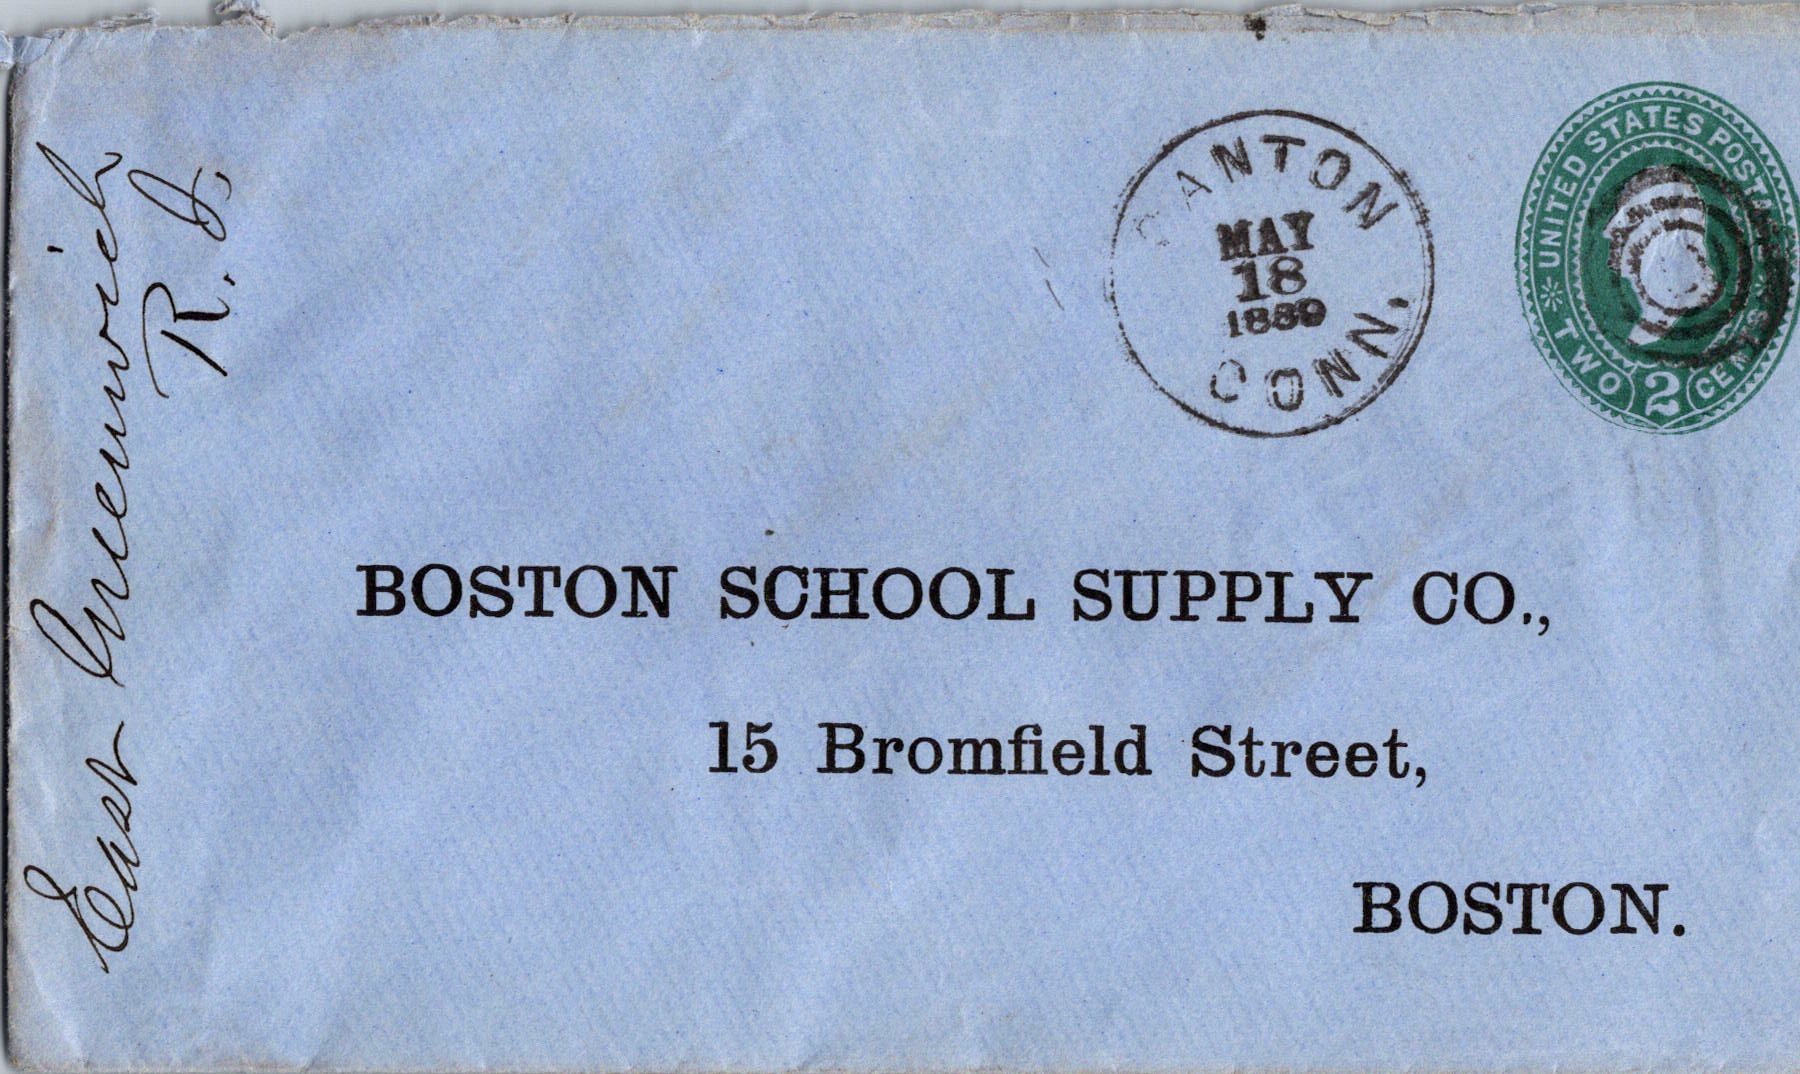 East Greenwich
R. I.
CANTON
MAY
18
1889
CONN.
UNITED STATES POSTAGE
TWO 2 CENTS
BOSTON SCHOOL SUPPLY CO.,
15 Bromfield Street,
BOSTON.